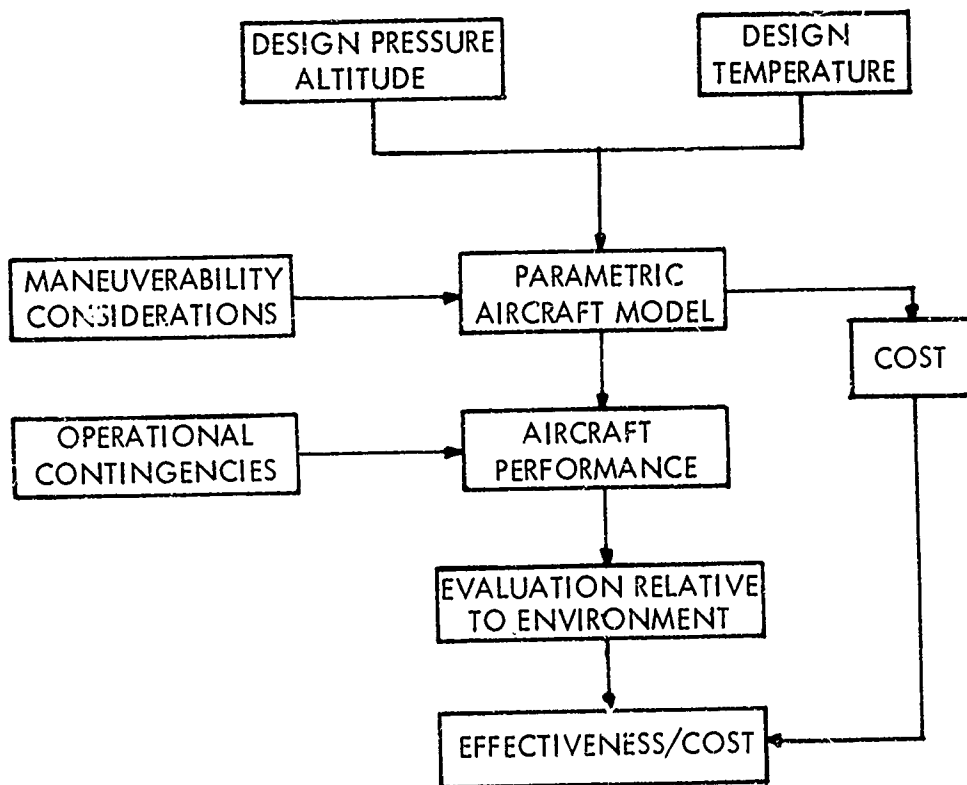 DESIGN PRESSURE
ALTITUDE
DESIGN
TEMPERATURE
MANEUVERABILITY
CONSIDERATIONS
PARAMETRIC
AIRCRAFT MODEL
COST
OPERATIONAL
CONTINGENCIES
AIRCRAFT
PERFORMANCE
EVALUATION RELATIVE
TO ENVIRONMENT
EFFECTIVENESS/COST